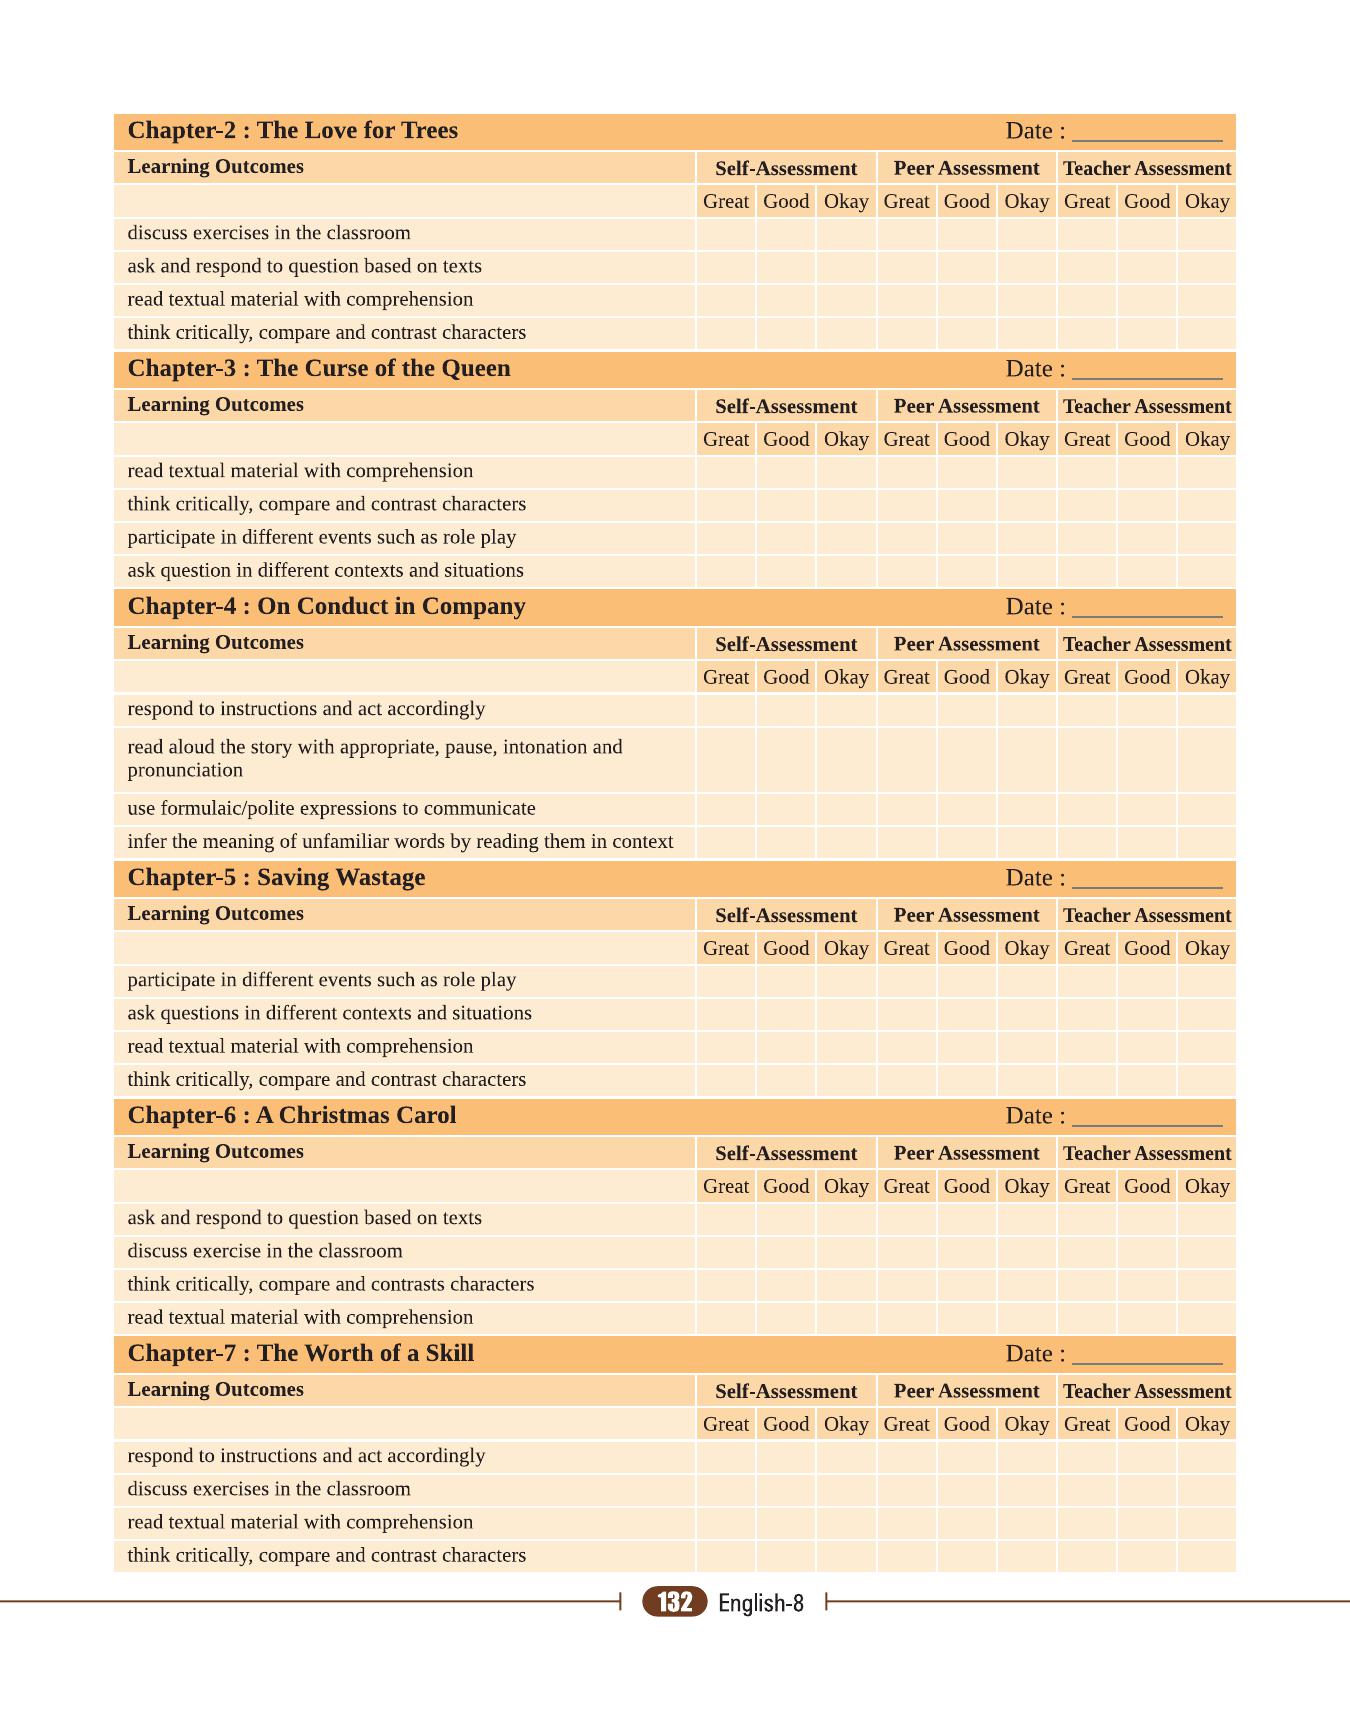 Chapter-2 : The Love for Trees Date : ____________
Learning Outcomes Self-Assessment Peer Assessment Teacher Assessment
Great Good Okay Great Good Okay Great Good Okay
discuss exercises in the classroom
ask and respond to question based on texts
read textual material with comprehension
think critically, compare and contrast characters
Chapter-3 : The Curse of the Queen Date : ____________
Learning Outcomes Self-Assessment Peer Assessment Teacher Assessment
Great Good Okay Great Good Okay Great Good Okay
read textual material with comprehension
think critically, compare and contrast characters
participate in different events such as role play
ask question in different contexts and situations
Chapter-4 : On Conduct in Company Date : ____________
Learning Outcomes Self-Assessment Peer Assessment Teacher Assessment
Great Good Okay Great Good Okay Great Good Okay
respond to instructions and act accordingly
read aloud the story with appropriate, pause, intonation and
pronunciation
use formulaic/polite expressions to communicate
infer the meaning of unfamiliar words by reading them in context
Chapter-5 : Saving Wastage Date : ____________
Learning Outcomes Self-Assessment Peer Assessment Teacher Assessment
Great Good Okay Great Good Okay Great Good Okay
participate in different events such as role play
ask questions in different contexts and situations
read textual material with comprehension
think critically, compare and contrast characters
Chapter-6 : A Christmas Carol Date : ____________
Learning Outcomes Self-Assessment Peer Assessment Teacher Assessment
Great Good Okay Great Good Okay Great Good Okay
ask and respond to question based on texts
discuss exercise in the classroom
think critically, compare and contrasts characters
read textual material with comprehension
Chapter-7 : The Worth of a Skill Date : ____________
Learning Outcomes Self-Assessment Peer Assessment Teacher Assessment
Great Good Okay Great Good Okay Great Good Okay
respond to instructions and act accordingly
discuss exercises in the classroom
read textual material with comprehension
think critically, compare and contrast characters
132 English-8